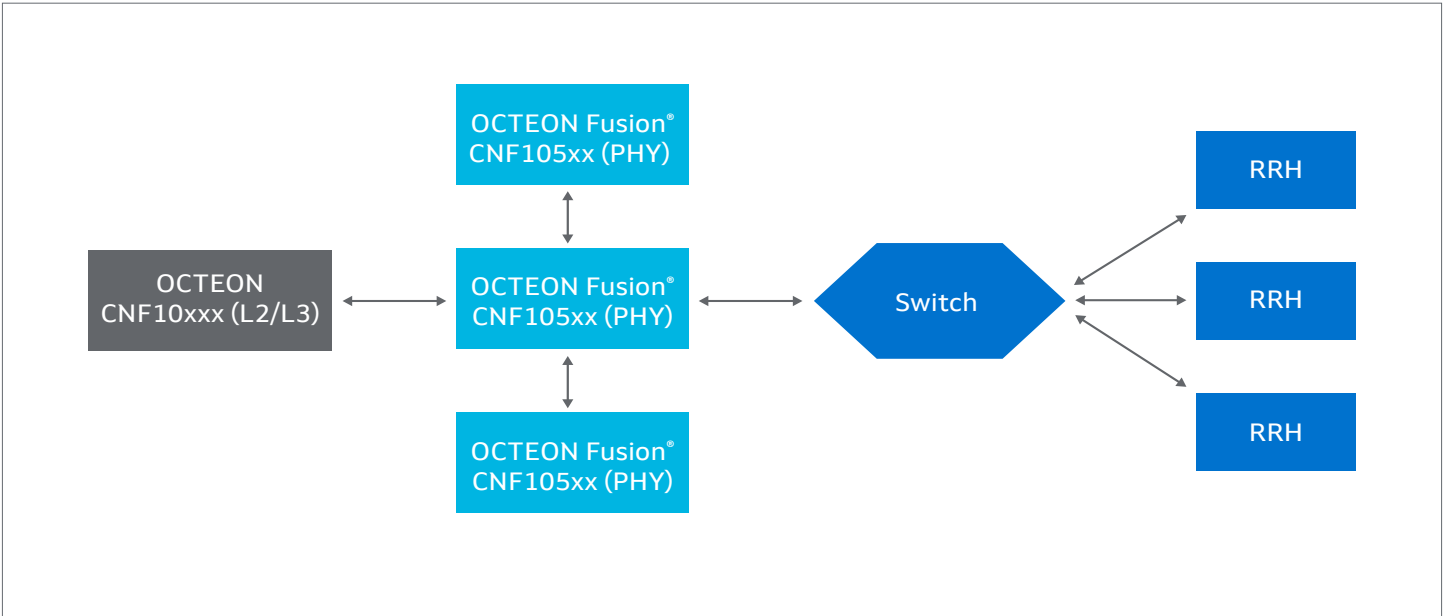 OCTEON Fusion®
CNF105xx (PHY)
OCTEON
CNF10xxx (L2/L3)
OCTEON Fusion®
CNF105xx (PHY)
OCTEON Fusion®
CNF105xx (PHY)
Switch
RRH
RRH
RRH